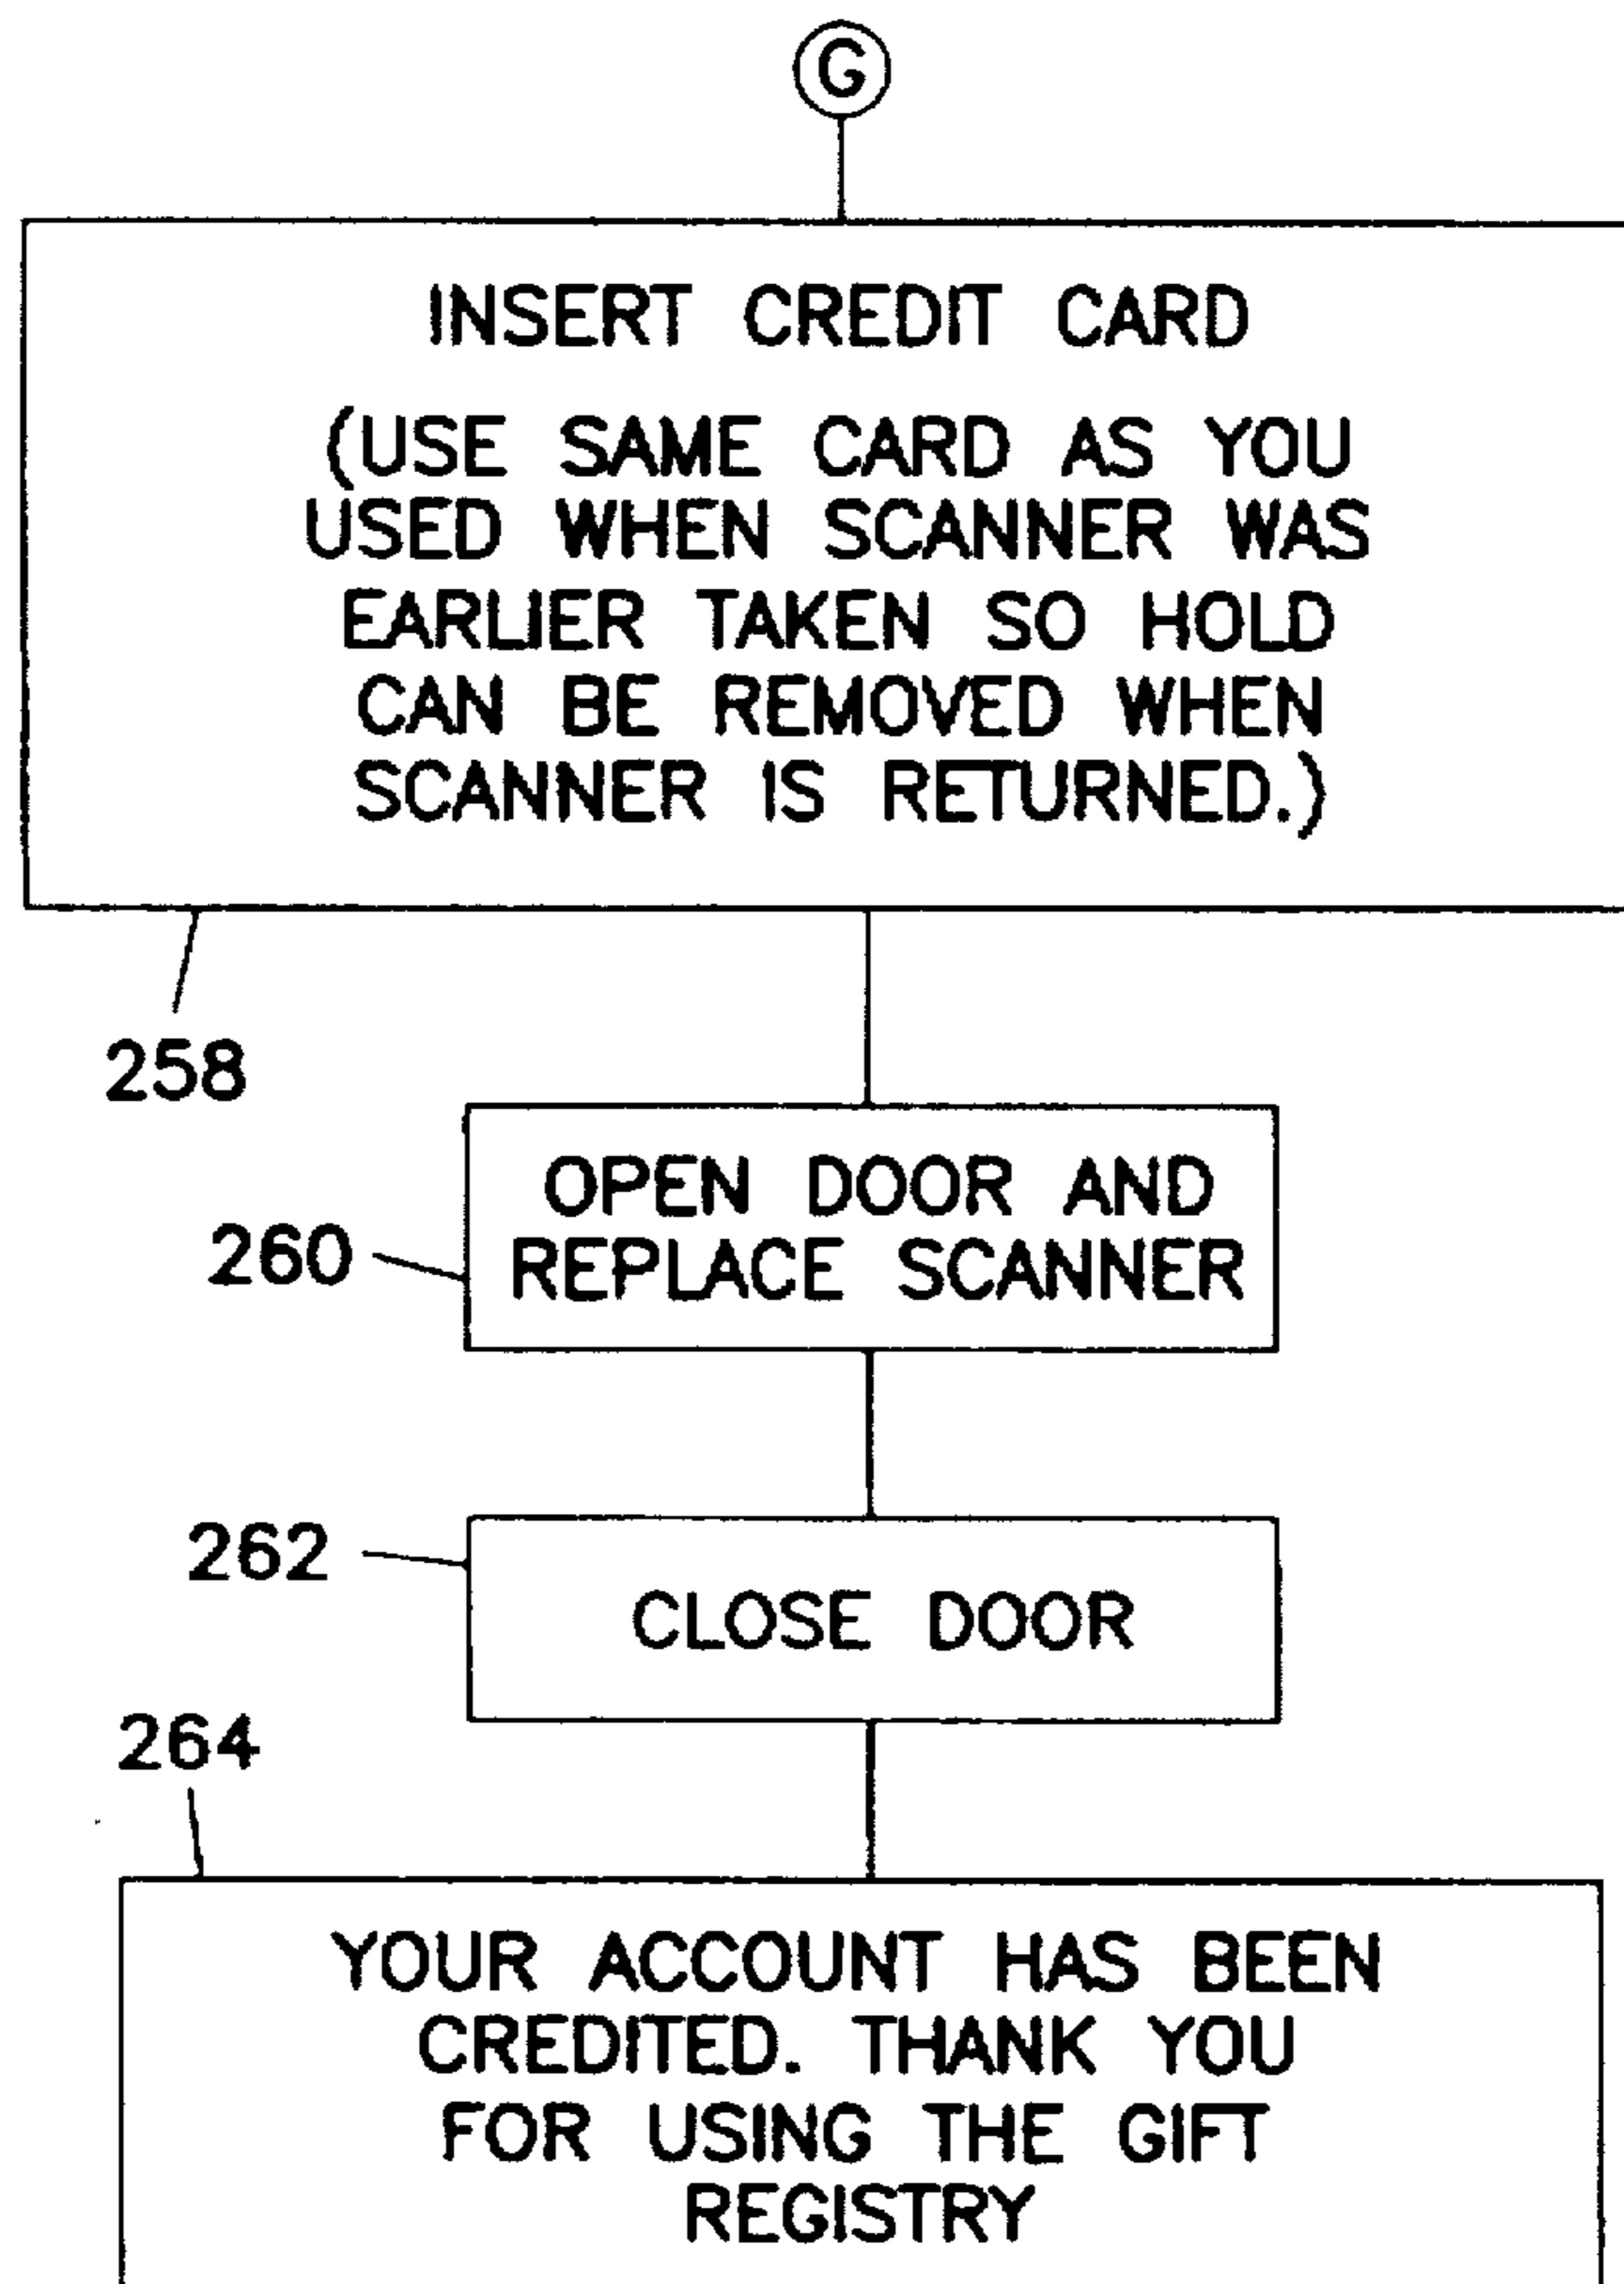 G
INSERT CREDIT CARD
(USE SAME CARD AS YOU
USED WHEN SCANNER WAS
EARLIER TAKEN SO HOLD
CAN BE REMOVED WHEN
SCANNER IS RETURNED.)
258
OPEN DOOR AND
REPLACE SCANNER
260
262
CLOSE DOOR
264
YOUR ACCOUNT HAS BEEN
CREDITED. THANK YOU
FOR USING THE GIFT
REGISTRY